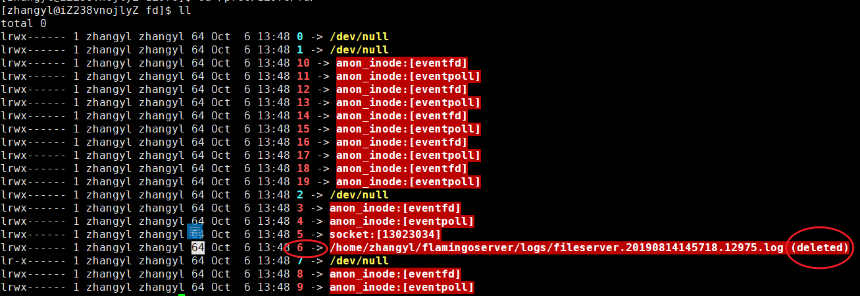 [zhangyl@iZ238vnojlyZ fd]$ ll
total 0
lrwx------ 1 zhangyl zhangyl 64 Oct  6 13:48 0 -> /dev/null
lrwx------ 1 zhangyl zhangyl 64 Oct  6 13:48 1 -> /dev/null
lrwx------ 1 zhangyl zhangyl 64 Oct  6 13:48 10 -> anon_inode:[eventfd]
lrwx------ 1 zhangyl zhangyl 64 Oct  6 13:48 11 -> anon_inode:[eventpoll]
lrwx------ 1 zhangyl zhangyl 64 Oct  6 13:48 12 -> anon_inode:[eventfd]
lrwx------ 1 zhangyl zhangyl 64 Oct  6 13:48 13 -> anon_inode:[eventpoll]
lrwx------ 1 zhangyl zhangyl 64 Oct  6 13:48 14 -> anon_inode:[eventfd]
lrwx------ 1 zhangyl zhangyl 64 Oct  6 13:48 15 -> anon_inode:[eventpoll]
lrwx------ 1 zhangyl zhangyl 64 Oct  6 13:48 16 -> anon_inode:[eventfd]
lrwx------ 1 zhangyl zhangyl 64 Oct  6 13:48 17 -> anon_inode:[eventpoll]
lrwx------ 1 zhangyl zhangyl 64 Oct  6 13:48 18 -> anon_inode:[eventfd]
lrwx------ 1 zhangyl zhangyl 64 Oct  6 13:48 19 -> anon_inode:[eventpoll]
lrwx------ 1 zhangyl zhangyl 64 Oct  6 13:48 2 -> /dev/null
lrwx------ 1 zhangyl zhangyl 64 Oct  6 13:48 3 -> anon_inode:[eventfd]
lrwx------ 1 zhangyl zhangyl 64 Oct  6 13:48 4 -> anon_inode:[eventpoll]
lrwx------ 1 zhangyl zhangyl 64 Oct  6 13:48 5 -> socket:[13023034]
lrwx------ 1 zhangyl zhangyl 64 Oct  6 13:48 6 -> /home/zhangyl/flamingoserver/logs/fileserver.20190814145718.12975.log (deleted)
lr-x------ 1 zhangyl zhangyl 64 Oct  6 13:48 7 -> /dev/null
lrwx------ 1 zhangyl zhangyl 64 Oct  6 13:48 8 -> anon_inode:[eventfd]
lrwx------ 1 zhangyl zhangyl 64 Oct  6 13:48 9 -> anon_inode:[eventpoll]